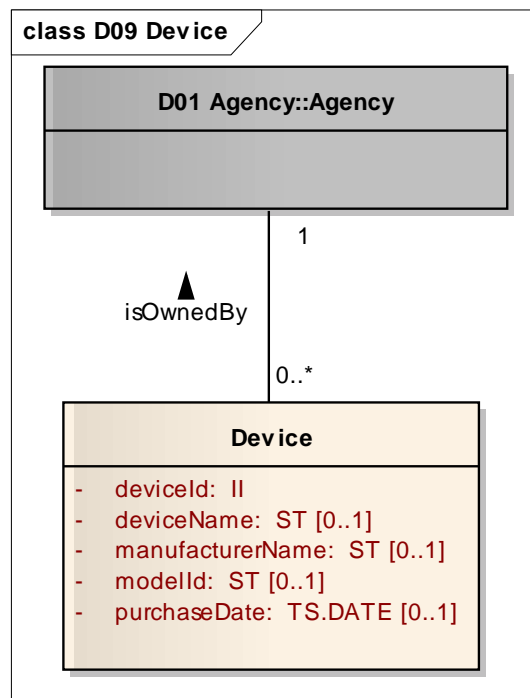 class D09 Device
D01 Agency::Agency
1
isOwnedBy
0..*
Device
- deviceId: II
- deviceName: ST [0..1]
- manufacturerName: ST [0..1]
- modelId: ST [0..1]
- purchaseDate: TS.DATE [0..1]